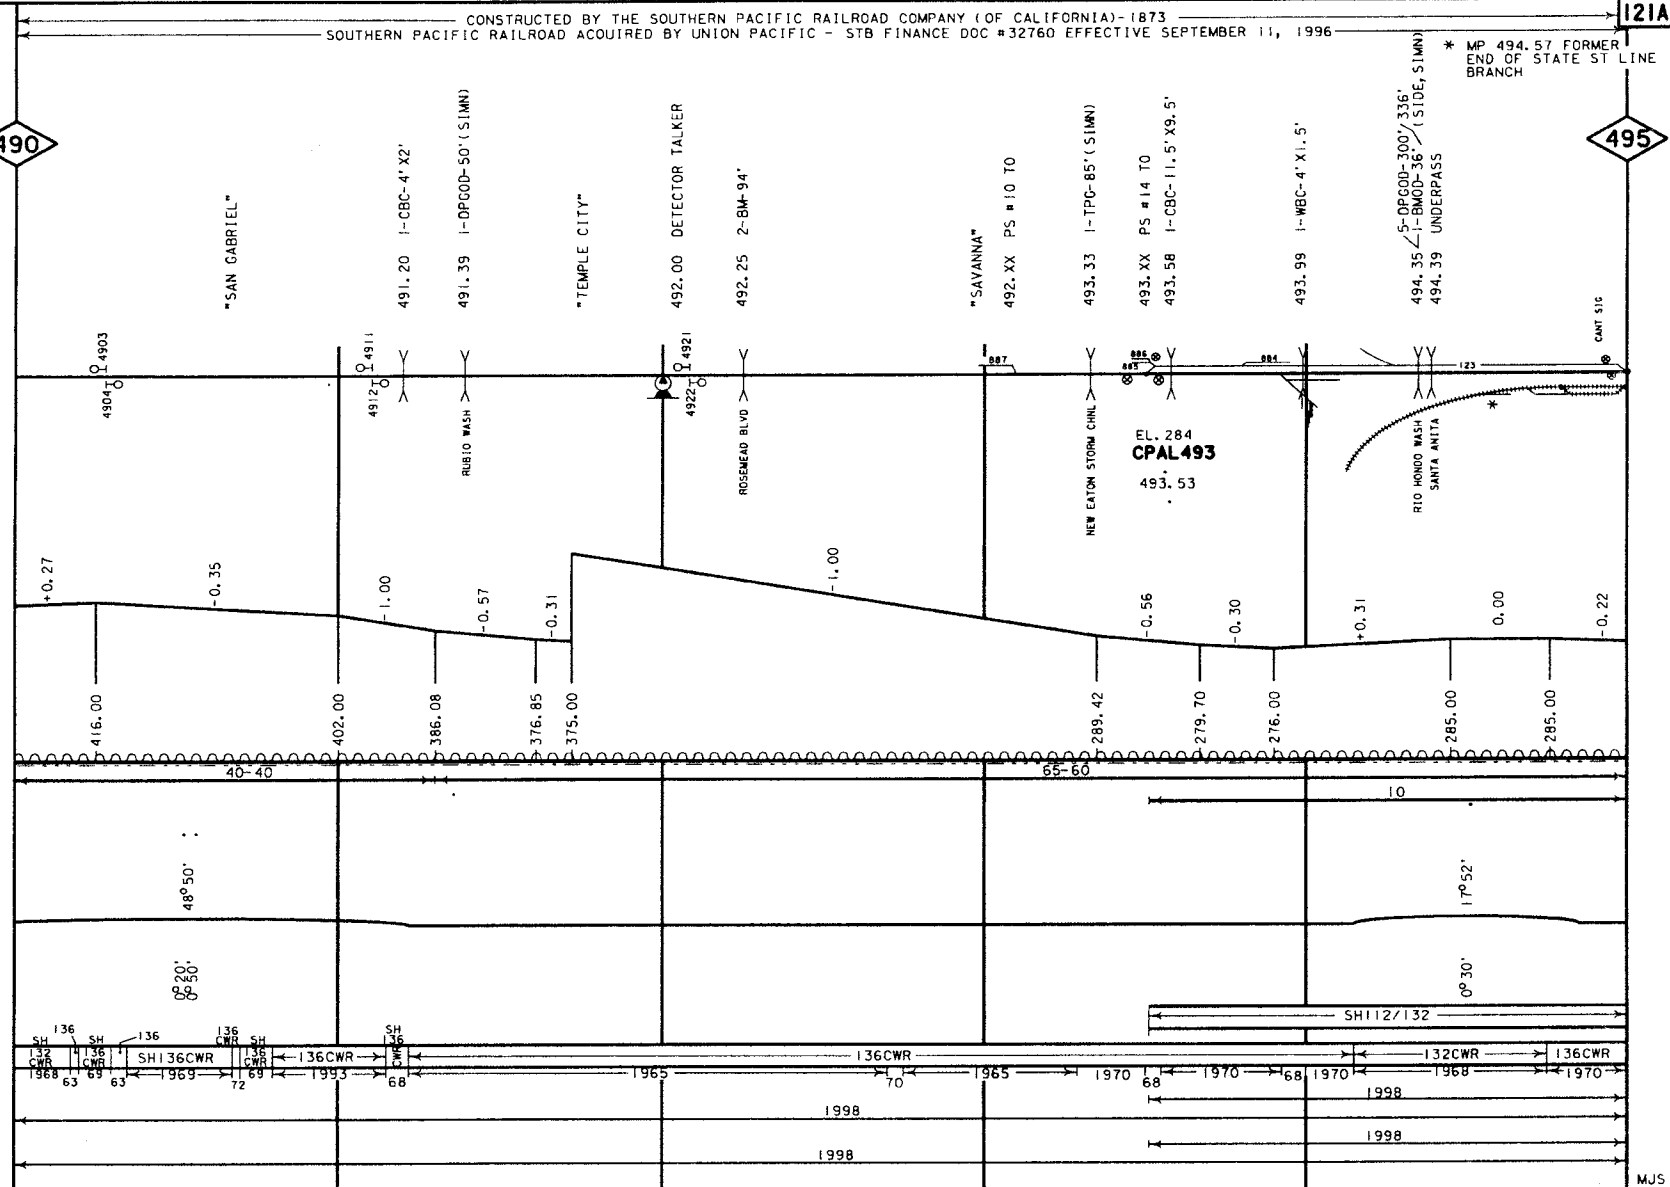 CONSTRUCTED BY THE SOUTHERN PACIFIC RAILROAD COMPANY (OF CALIFORNIA)-1873
121A
SOUTHERN PACIFIC RAILROAD ACQUIRED BY UNION PACIFIC - STB FINANCE DOC #32760 EFFECTIVE SEPTEMBER 11, 1996
* MP 494.57 FORMER
END OF STATE ST LINE
BRANCH
490
495
"SAN GABRIEL"
491.20 1-CBC-4'X2'
491.39 1-DPGOD-50'(SIMN)
"TEMPLE CITY"
492.00 DETECTOR TALKER
492.25 2-BM-94'
"SAVANNA"
492.XX PS #10 TO
493.33 1-TPG-85'(SIMN)
493.XX PS #14 TO
493.58 1-CBC-11.5'X9.5'
493.99 1-WBC-4'X1.5'
494.35 5-DPGOD-300'/336'
1-BMOD-36' (SIDE, SIMN)
494.39 UNDERPASS
CANT SIG
4903
4904
4911
4912
4921
4922
887
886
885
884
123
*
RUBIO WASH
ROSEMEAD BLVD
NEW EATON STORM CHNL
EL. 284
CPAL493
493.53
RIO HONDO WASH
SANTA ANITA
+0.27
-0.35
-1.00
-0.57
-0.31
-1.00
-0.56
-0.30
+0.31
0.00
-0.22
416.00
402.00
386.08
376.85
375.00
289.42
279.70
276.00
285.00
285.00
40-40
65-60
10
48°50'
17°52'
0°20'
0°50'
0°30'
SH112/132
SH 132 CWR
136
SH 136 CWR
136
SH136CWR
136 CWR
SH 136 CWR
136CWR
SH 136 CWR
136CWR
132CWR
136CWR
1968
63
69
63
1969
72
69
1993
68
1965
70
1965
1970
68
1970
68
1970
1968
1970
1998
1998
1998
1998
MJS